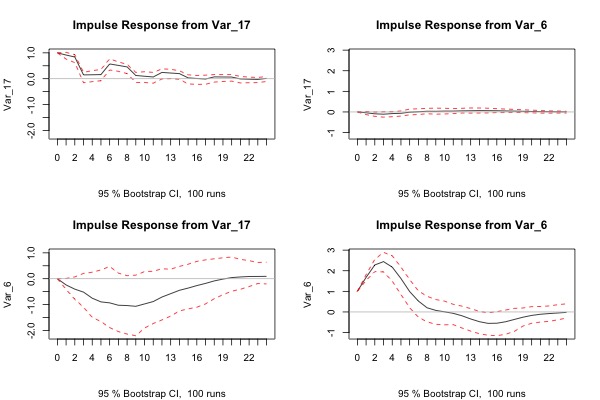 Impulse Response from Var_17
Var_17
1.0
0.0
-1.0
-2.0
0 2 4 6 8 10 13 16 19 22
95 % Bootstrap CI, 100 runs
Impulse Response from Var_6
Var_17
3
2
1
0
-1
0 2 4 6 8 10 13 16 19 22
95 % Bootstrap CI, 100 runs
Impulse Response from Var_17
Var_6
1.0
0.0
-1.0
-2.0
0 2 4 6 8 10 13 16 19 22
95 % Bootstrap CI, 100 runs
Impulse Response from Var_6
Var_6
3
2
1
0
-1
0 2 4 6 8 10 13 16 19 22
95 % Bootstrap CI, 100 runs